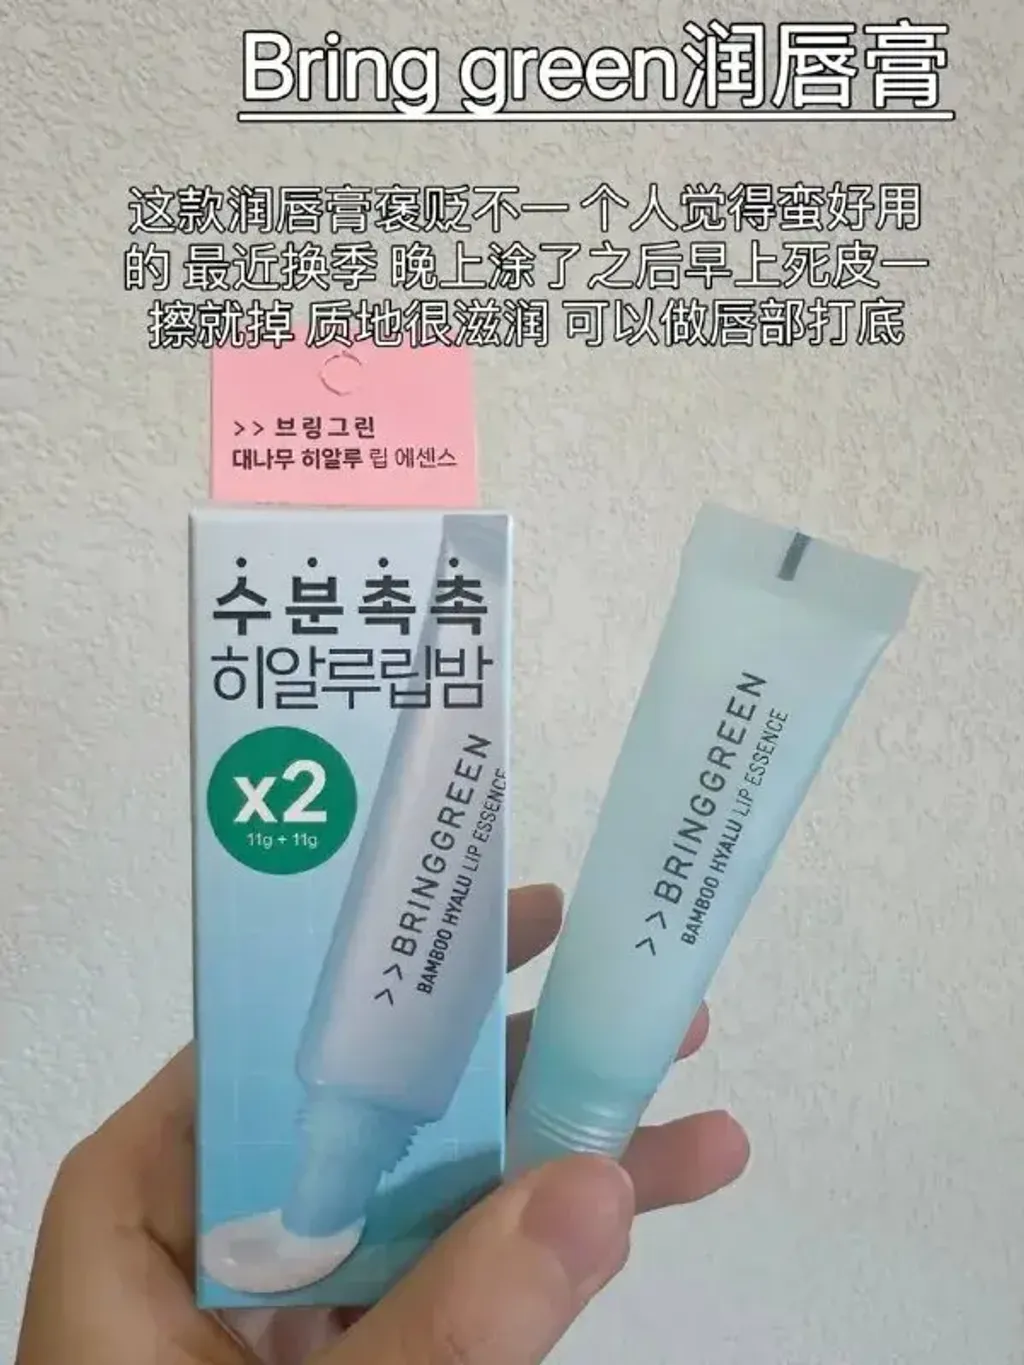 Bring green润唇膏
这款润唇膏褒贬不一 个人觉得蛮好用
的 最近换季 晚上涂了之后早上死皮一
擦就掉 质地很滋润 可以做唇部打底
>> 브링그린
대나무 히알루 립 에센스
수분촉촉
히알루립밤
x2
11g + 11g
>>BRINGGREEN
BAMBOO HYALU LIP ESSENCE
>>BRINGGREEN
BAMBOO HYALU LIP ESSENCE